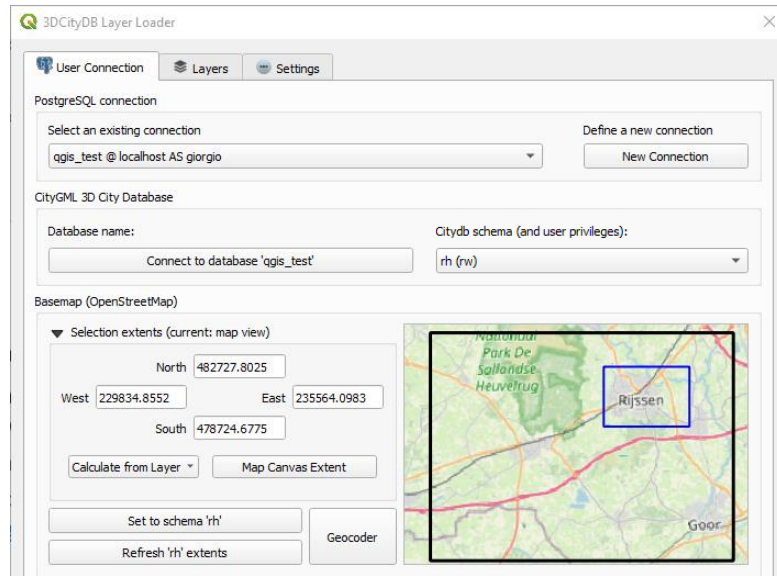 3DCityDB Layer Loader
User Connection
Layers
Settings
PostgreSQL connection
Select an existing connection
Define a new connection
qgis_test @ localhost AS giorgio
New Connection
CityGML 3D City Database
Database name:
Citydb schema (and user privileges):
Connect to database 'qgis_test'
rh (rw)
Basemap (OpenStreetMap)
Selection extents (current: map view)
North 482727.8025
West 229834.8552
East 235564.0983
South 478724.6775
Calculate from Layer
Map Canvas Extent
Set to schema 'rh'
Refresh 'rh' extents
Geocoder
Nationaal
Park De
Sallandse
Heuvelrug
Rijssen
Goor